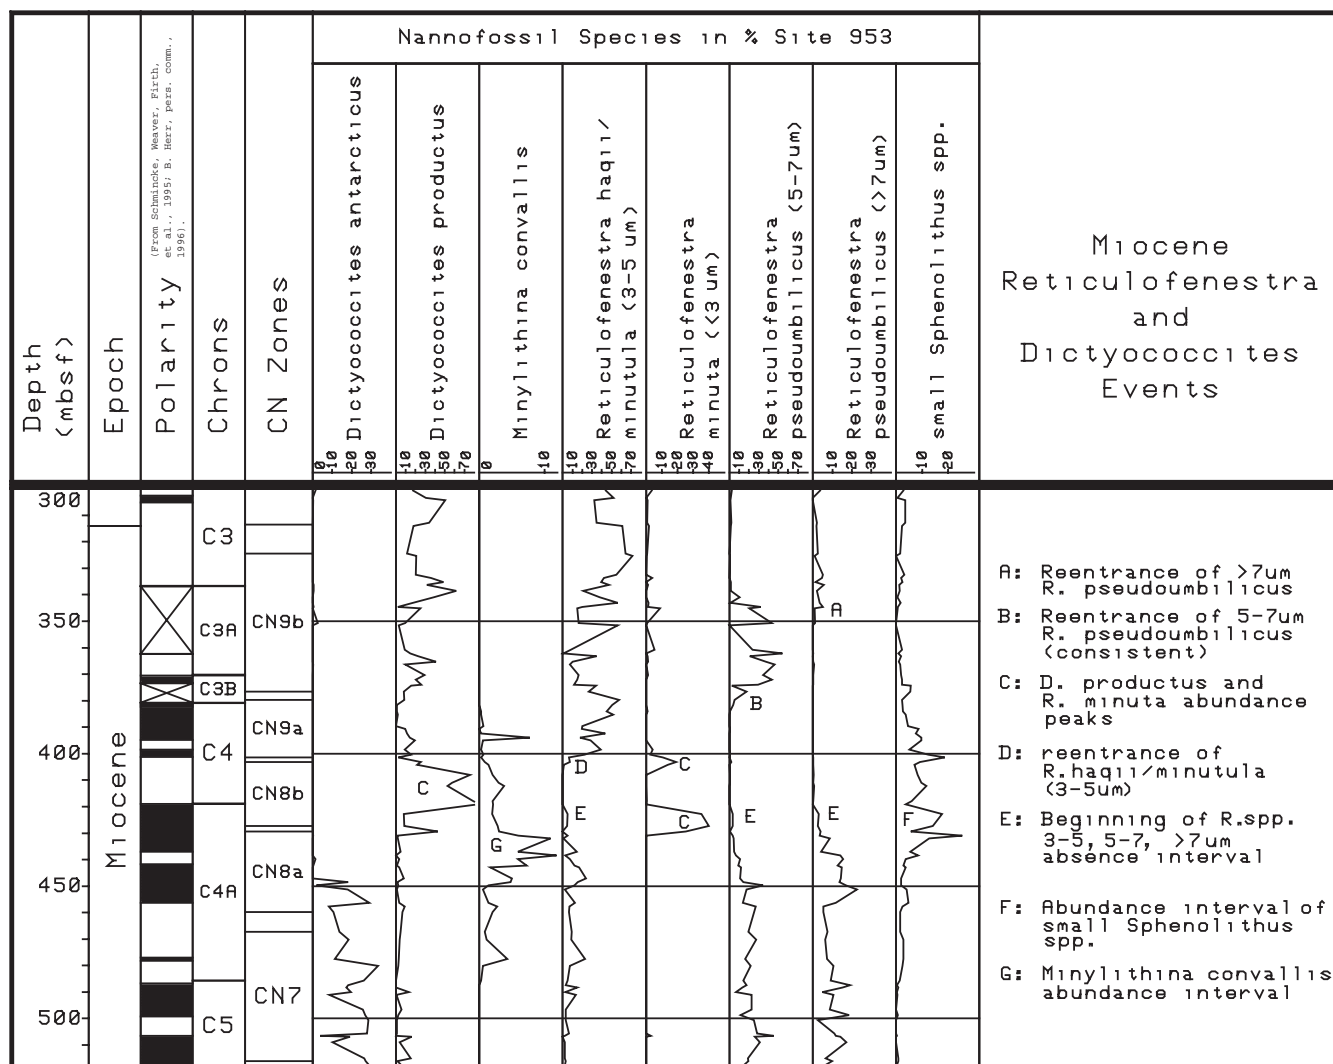 Nannofossil Species in % Site 953
Depth
(mbsf)
Epoch
Polarity
(From Schmincke, Weaver, Firth,
et al., 1995; B. Herr, pers. comm.,
1996).
Chrons
CN Zones
Dictyococcites antarcticus
Dictyococcites productus
Minylithina convallis
Reticulofenestra haqii/
minutula (3-5 um)
Reticulofenestra
minuta (<3 um)
Reticulofenestra
pseudoumbilicus (5-7um)
Reticulofenestra
pseudoumbilicus (>7um)
small Sphenolithus spp.
Miocene
Reticulofenestra
and
Dictyococcites
Events
0 10 20 30
10 30 50 70
0 10
10 30 50 70
10 20 30 40
10 30 50 70
10 20 30
10 20
300
350
400
450
500
Miocene
C3
C3A
C3B
C4
C4A
C5
CN9b
CN9a
CN8b
CN8a
CN7
A
B
C
D
C
C
E
C
E
E
F
G
A: Reentrance of >7um
R. pseudoumbilicus
B: Reentrance of 5-7um
R. pseudoumbilicus
(consistent)
C: D. productus and
R. minuta abundance
peaks
D: reentrance of
R.haqii/minutula
(3-5um)
E: Beginning of R.spp.
3-5, 5-7, >7um
absence interval
F: Abundance interval of
small Sphenolithus
spp.
G: Minylithina convallis
abundance interval